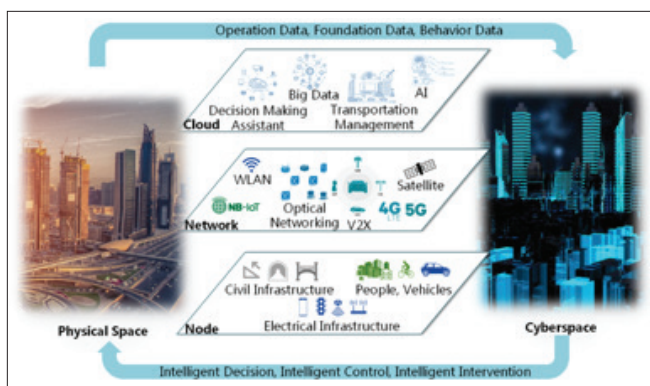 Operation Data, Foundation Data, Behavior Data
Big Data
AI
Decision Making
Assistant
Transportation
Management
Cloud
WLAN
Satellite
NB-IoT
Optical
Networking
V2X
4G
LTE
5G
Network
Civil Infrastructure
People, Vehicles
Electrical Infrastructure
Node
Physical Space
Cyberspace
Intelligent Decision, Intelligent Control, Intelligent Intervention